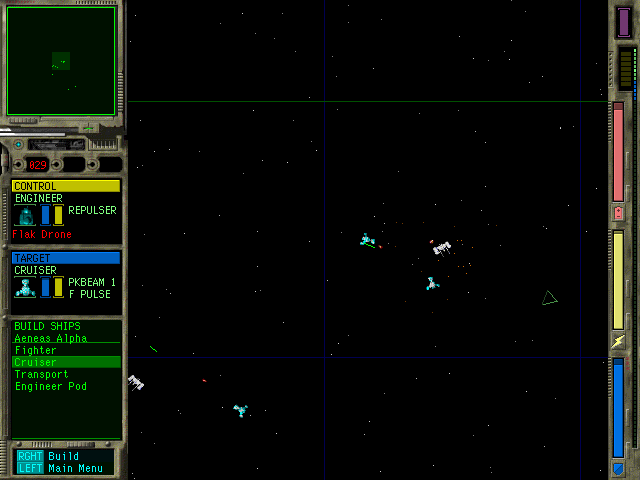 029
CONTROL
ENGINEER
REPULSER
Flak Drone
TARGET
CRUISER
PKBEAM 1
F PULSE
BUILD SHIPS
Aeneas Alpha
Fighter
Cruiser
Transport
Engineer Pod
RGHT Build
LEFT Main Menu